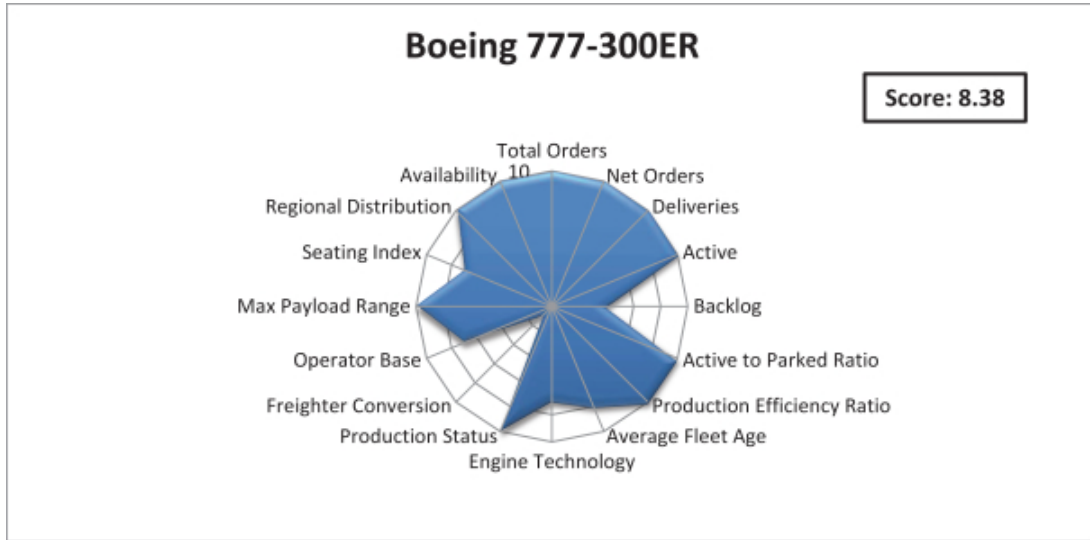 Boeing 777-300ER
Score: 8.38
Total Orders
Availability 10 Net Orders
Regional Distribution Deliveries
Seating Index Active
Max Payload Range Backlog
Operator Base Active to Parked Ratio
Freighter Conversion Production Efficiency Ratio
Production Status Average Fleet Age
Engine Technology